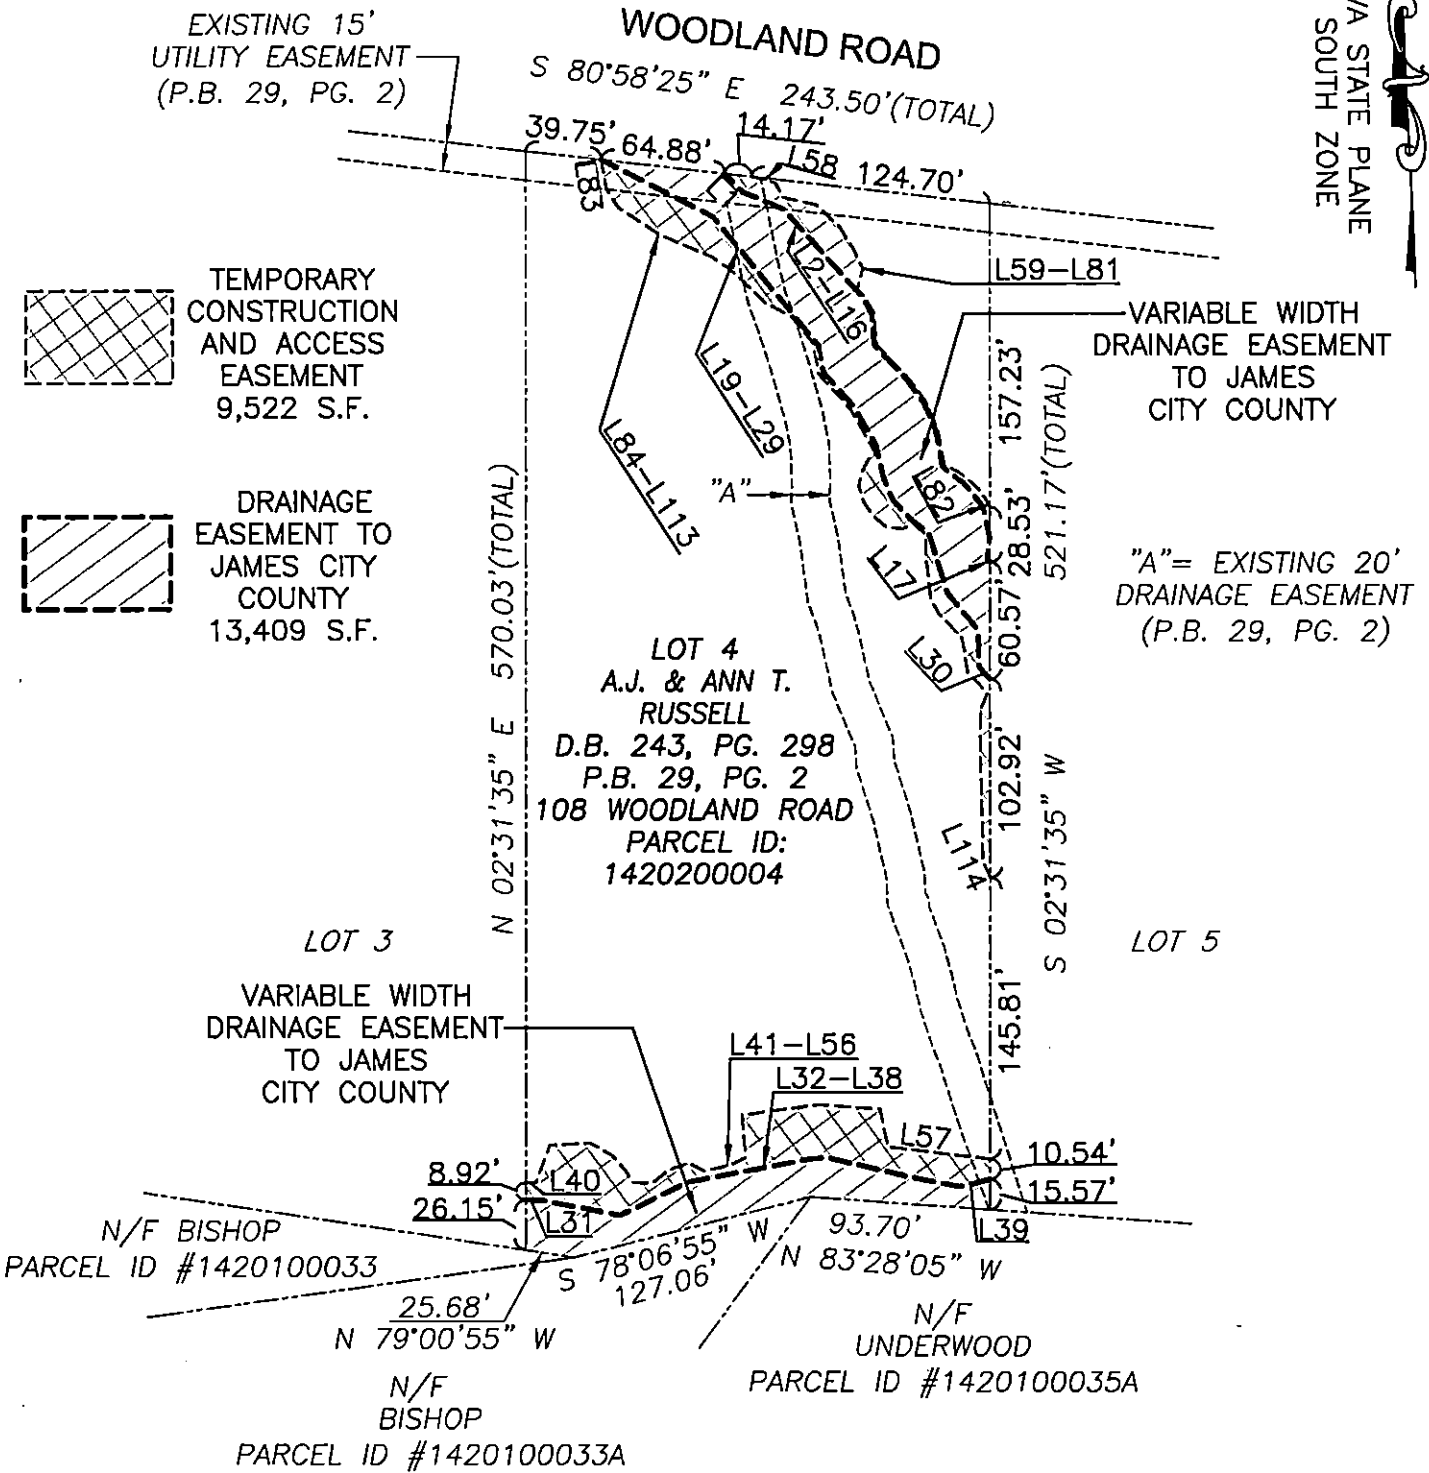 EXISTING 15'
UTILITY EASEMENT
(P.B. 29, PG. 2)
WOODLAND ROAD
S 80°58'25" E 243.50'(TOTAL)
VA STATE PLANE
SOUTH ZONE
39.75'
64.88'
14.17'
L58
124.70'
L83
L2-L16
L59-L81
TEMPORARY
CONSTRUCTION
AND ACCESS
EASEMENT
9,522 S.F.
VARIABLE WIDTH
DRAINAGE EASEMENT
TO JAMES
CITY COUNTY
L19-L29
L84-L113
"A"
157.23'
521.17'(TOTAL)
L82
28.53'
L17
DRAINAGE
EASEMENT TO
JAMES CITY
COUNTY
13,409 S.F.
"A"= EXISTING 20'
DRAINAGE EASEMENT
(P.B. 29, PG. 2)
N 02°31'35" E 570.03'(TOTAL)
60.57'
L30
LOT 4
A.J. & ANN T.
RUSSELL
D.B. 243, PG. 298
P.B. 29, PG. 2
108 WOODLAND ROAD
PARCEL ID:
1420200004
102.92'
L114
S 02°31'35" W
LOT 3
LOT 5
145.81'
VARIABLE WIDTH
DRAINAGE EASEMENT
TO JAMES
CITY COUNTY
L41-L56
L32-L38
L57
8.92'
L40
10.54'
26.15'
L31
15.57'
L39
N/F BISHOP
PARCEL ID #1420100033
S 78°06'55" W
127.06'
93.70'
N 83°28'05" W
25.68'
N 79°00'55" W
N/F
UNDERWOOD
PARCEL ID #1420100035A
N/F
BISHOP
PARCEL ID #1420100033A